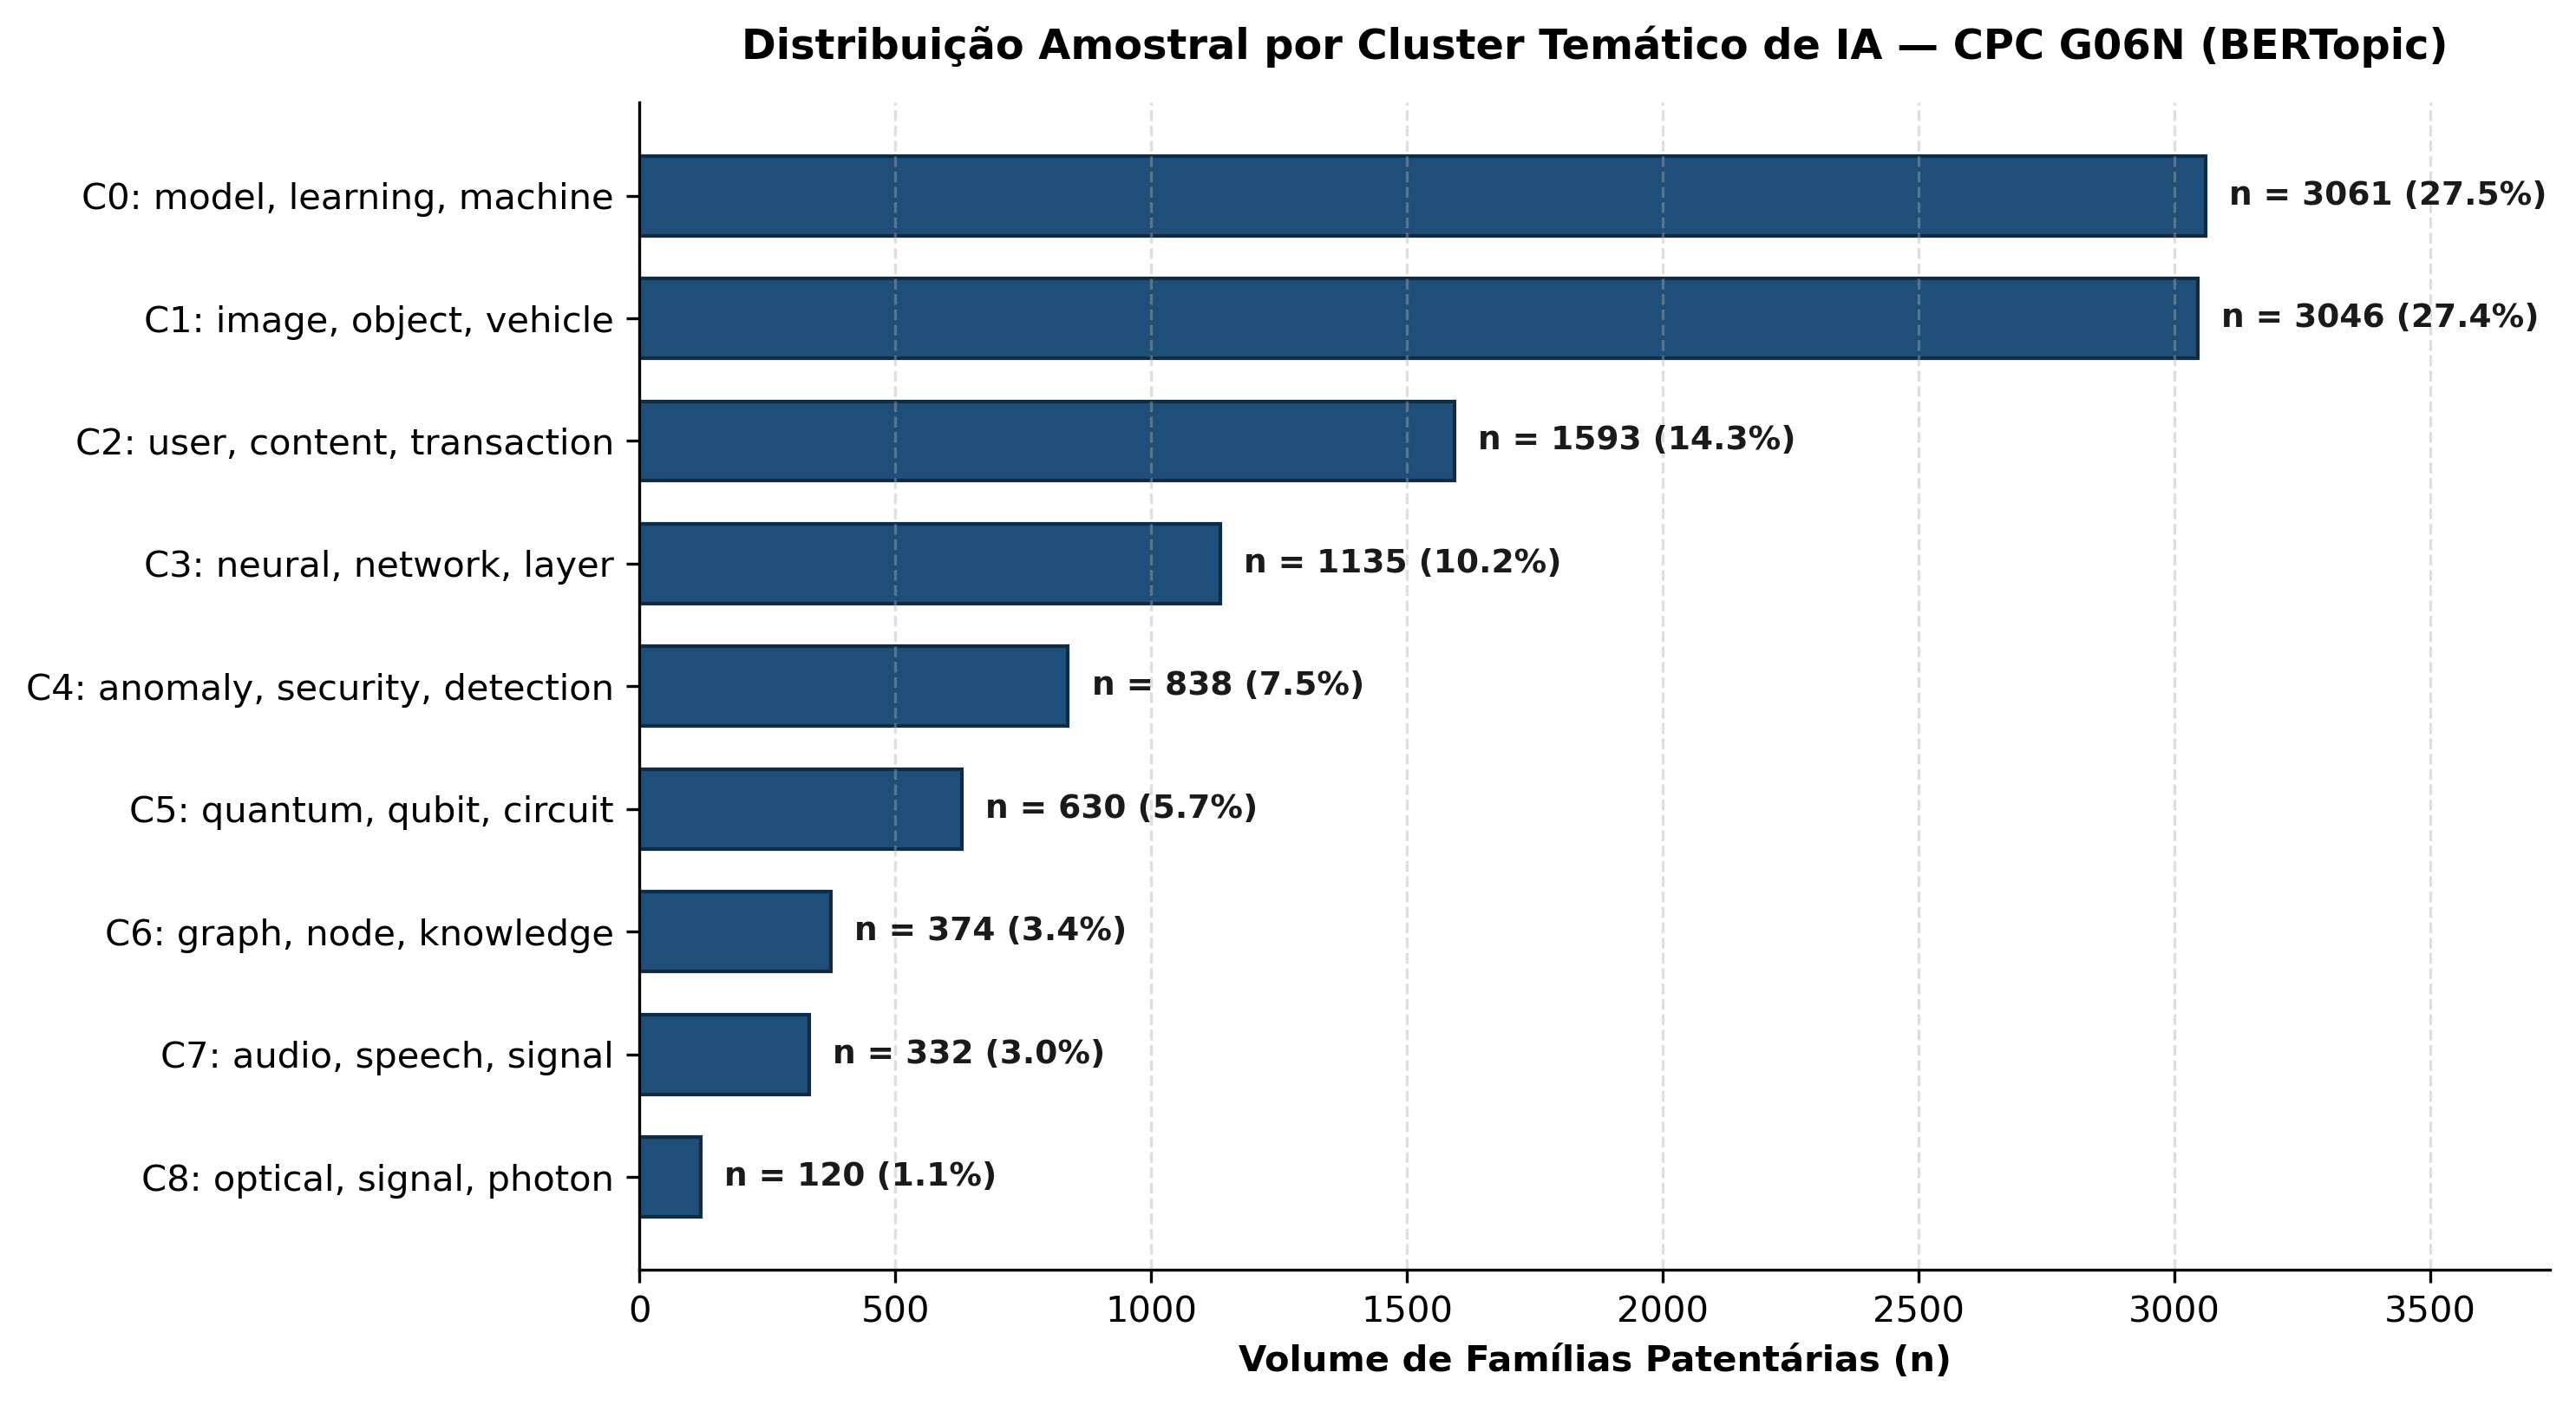 Distribuição Amostral por Cluster Temático de IA — CPC G06N (BERTopic)
C0: model, learning, machine n = 3061 (27.5%)
C1: image, object, vehicle n = 3046 (27.4%)
C2: user, content, transaction n = 1593 (14.3%)
C3: neural, network, layer n = 1135 (10.2%)
C4: anomaly, security, detection n = 838 (7.5%)
C5: quantum, qubit, circuit n = 630 (5.7%)
C6: graph, node, knowledge n = 374 (3.4%)
C7: audio, speech, signal n = 332 (3.0%)
C8: optical, signal, photon n = 120 (1.1%)
0 500 1000 1500 2000 2500 3000 3500
Volume de Famílias Patentárias (n)